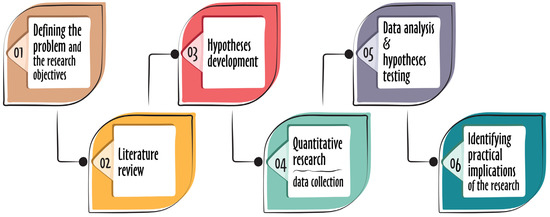 01
Defining the
problem and the
the research
objectives
02
Literature
review
03
Hypotheses
development
04
Quantitative
research
data collection
05
Data analysis
&
hypotheses
testing
06
Identifying
practical
implications
of the research